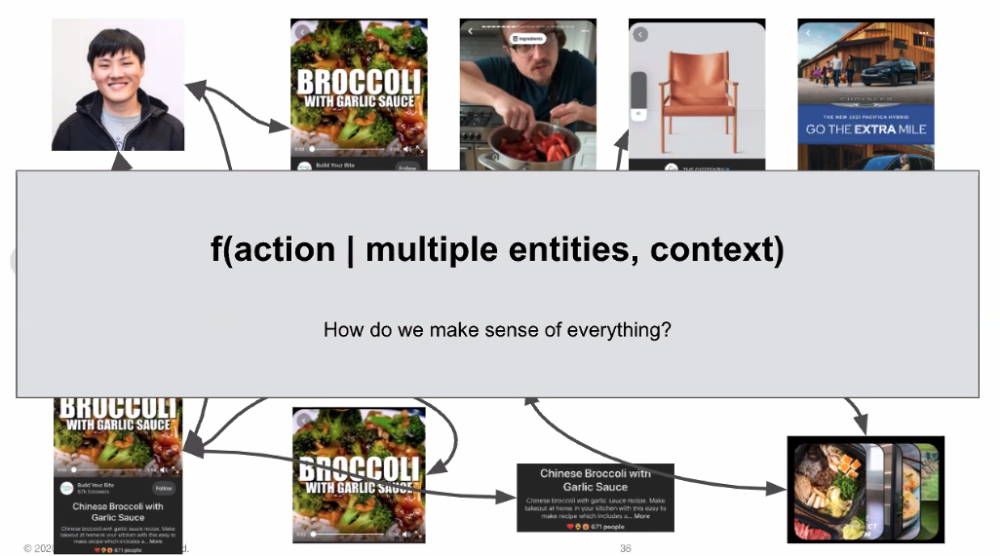 BROCCOLI
WITH GARLIC SAUCE
Build Your Bite
Follow
Ingredients
CHRYSLER
THE NEW 2021 PACIFICA HYBRID
GO THE EXTRA MILE
f(action | multiple entities, context)
How do we make sense of everything?
BROCCOLI
WITH GARLIC SAUCE
Build Your Bite
67k followers
Follow
Chinese Broccoli with
Garlic Sauce
Chinese broccoli with garlic sauce recipe. Make
takeout at home in your kitchen with this easy to
make recipe which includes a... More
671 people
BROCCOLI
WITH GARLIC SAUCE
Chinese Broccoli with
Garlic Sauce
Chinese broccoli with garlic sauce recipe. Make
takeout at home in your kitchen with this easy to
make recipe which includes a... More
671 people
36